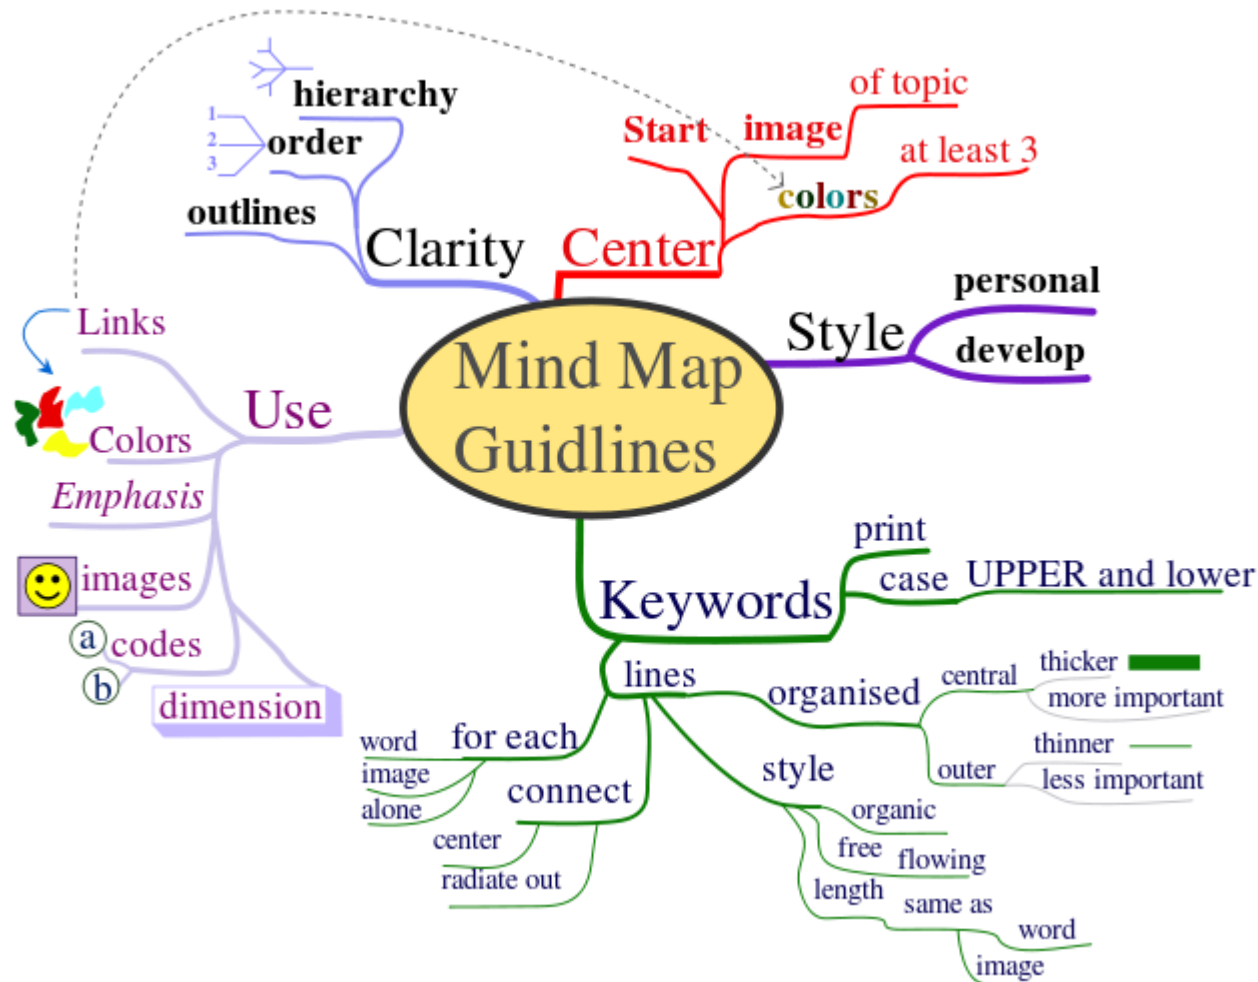 Mind Map
Guidlines
Center
Start
image
of topic
colors
at least 3
Style
personal
develop
Keywords
print
case
UPPER and lower
lines
organised
central
thicker
more important
outer
thinner
less important
style
organic
free flowing
length
same as
word
image
connect
center
radiate out
for each
word
image
alone
Use
Links
Colors
Emphasis
images
codes
a
b
dimension
Clarity
hierarchy
order
1
2
3
outlines